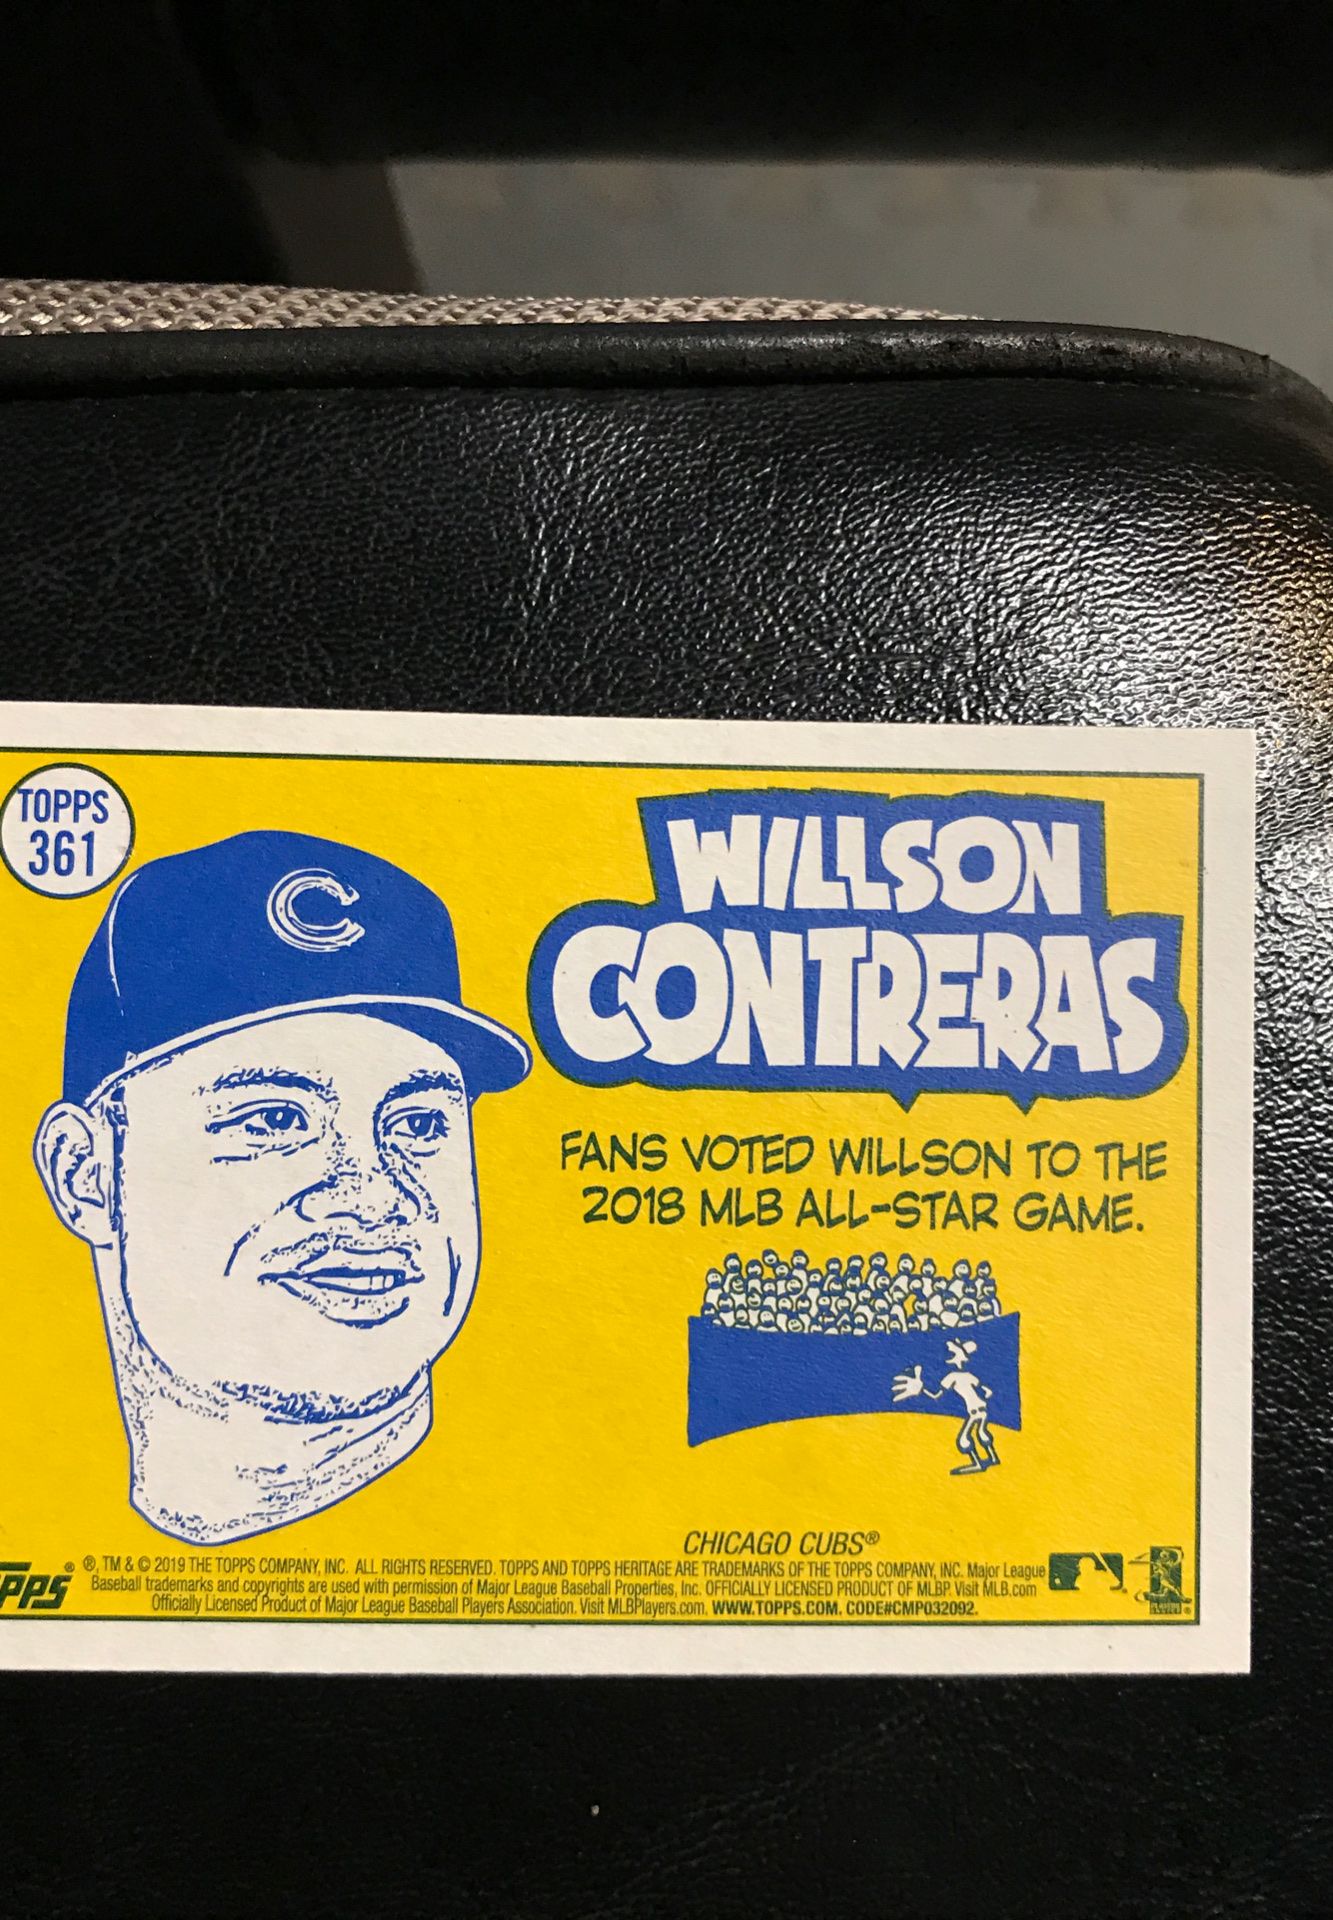 TOPPS
361
C
WILLSON
CONTRERAS
FANS VOTED WILLSON TO THE
2018 MLB ALL-STAR GAME.
CHICAGO CUBS®
®, TM & © 2019 THE TOPPS COMPANY, INC. ALL RIGHTS RESERVED. TOPPS AND TOPPS HERITAGE ARE TRADEMARKS OF THE TOPPS COMPANY, INC. Major League
Baseball trademarks and copyrights are used with permission of Major League Baseball Properties, Inc. OFFICIALLY LICENSED PRODUCT OF MLBP. Visit MLB.com
Officially Licensed Product of Major League Baseball Players Association. Visit MLBPlayers.com. WWW.TOPPS.COM. CODE#CMP032092.